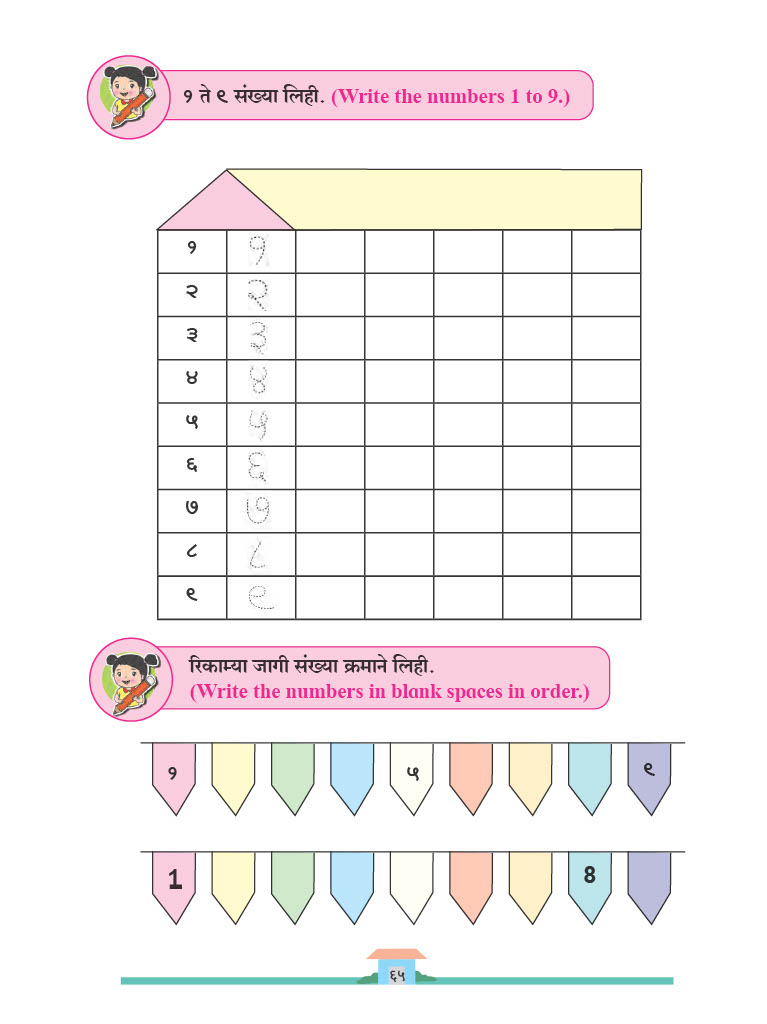 १ ते ९ संख्या लिही. (Write the numbers 1 to 9.)
१ १
२ २
३ ३
४ ४
५ ५
६ ६
७ ७
८ ८
९ ९
रिकाम्या जागी संख्या क्रमाने लिही.
(Write the numbers in blank spaces in order.)
१ ५ ९
1 8
६५